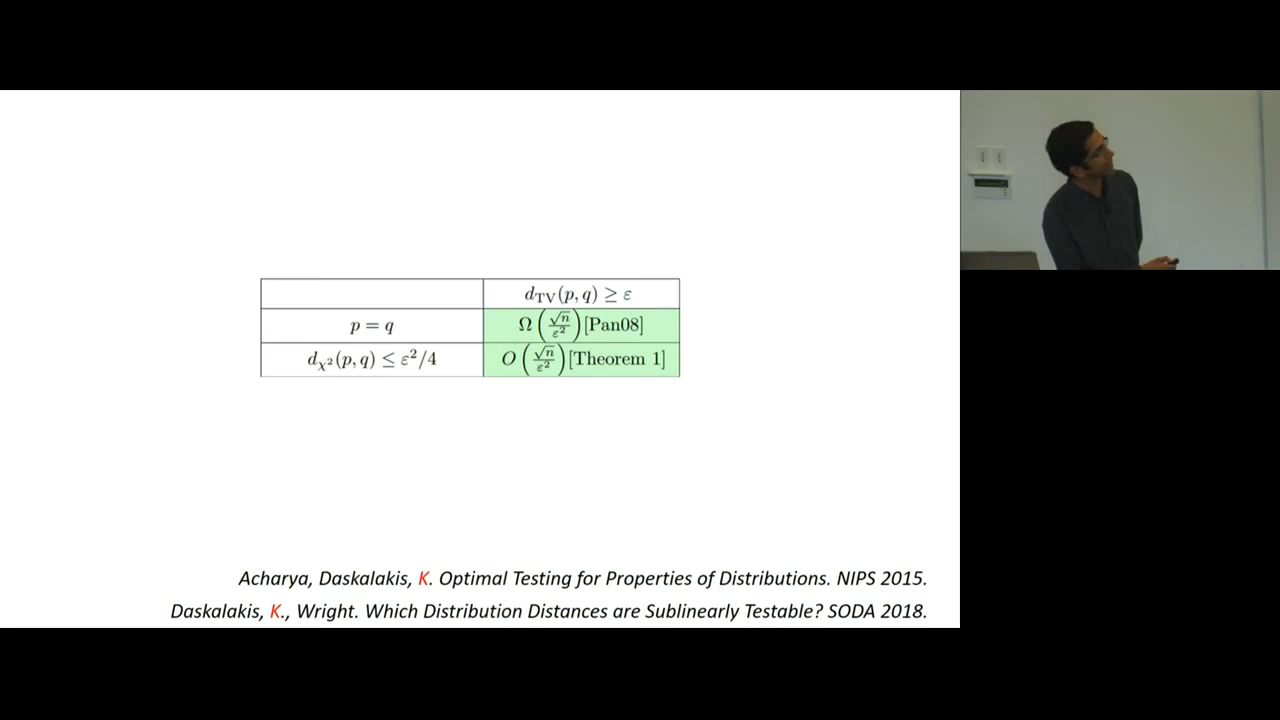 d_TV(p, q) ≥ ε
p = q Ω(√n/ε²) [Pan08]
d_χ²(p, q) ≤ ε²/4 O(√n/ε²) [Theorem 1]
Acharya, Daskalakis, K. Optimal Testing for Properties of Distributions. NIPS 2015.
Daskalakis, K., Wright. Which Distribution Distances are Sublinearly Testable? SODA 2018.